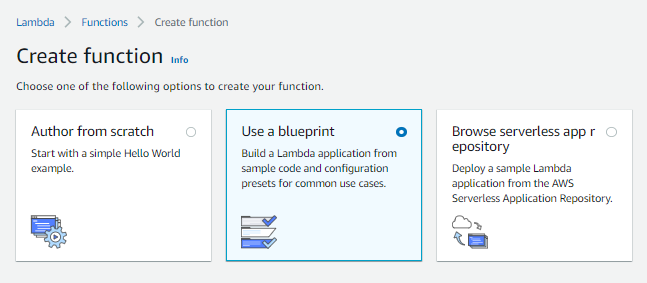 Lambda > Functions > Create function
Create function Info
Choose one of the following options to create your function.
Author from scratch
Start with a simple Hello World
example.
Use a blueprint
Build a Lambda application from
sample code and configuration
presets for common use cases.
Browse serverless app r
epository
Deploy a sample Lambda
application from the AWS
Serverless Application Repository.